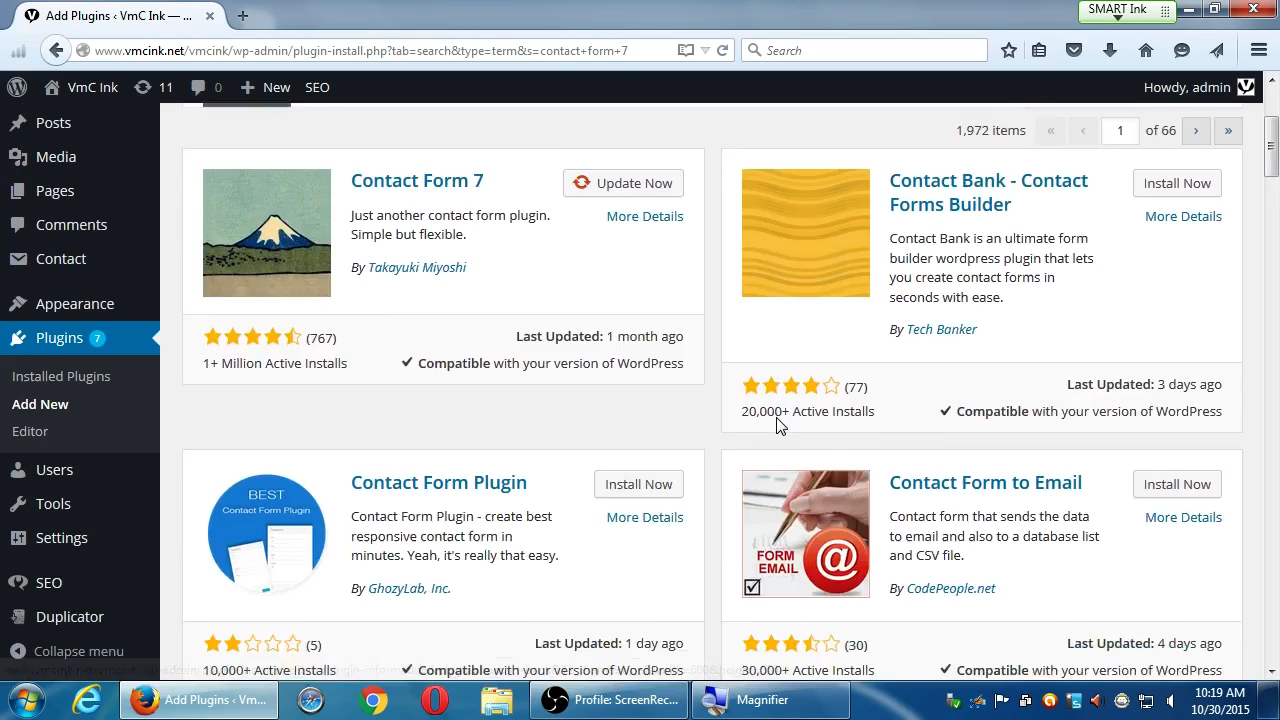 Add Plugins ‹ VmC Ink — ...
SMART Ink
www.vmcink.net/vmcink/wp-admin/plugin-install.php?tab=search&type=term&s=contact+form+7
Search
VmC Ink
11
0
New
SEO
Howdy, admin
Posts
Media
Pages
Comments
Contact
Appearance
Plugins 7
Installed Plugins
Add New
Editor
Users
Tools
Settings
SEO
Duplicator
Collapse menu
1,972 items
«
‹
1
of 66
›
»
Contact Form 7
Update Now
More Details
Just another contact form plugin.
Simple but flexible.
By Takayuki Miyoshi
(767)
Last Updated: 1 month ago
1+ Million Active Installs
Compatible with your version of WordPress
Contact Bank - Contact
Forms Builder
Install Now
More Details
Contact Bank is an ultimate form
builder wordpress plugin that lets
you create contact forms in
seconds with ease.
By Tech Banker
(77)
Last Updated: 3 days ago
20,000+ Active Installs
Compatible with your version of WordPress
BEST
Contact Form Plugin
Contact Form Plugin
Install Now
More Details
Contact Form Plugin - create best
responsive contact form in
minutes. Yeah, it's really that easy.
By GhozyLab, Inc.
(5)
Last Updated: 1 day ago
10,000+ Active Installs
Compatible with your version of WordPress
FORM
EMAIL
@
Contact Form to Email
Install Now
More Details
Contact form that sends the data
to email and also to a database list
and CSV file.
By CodePeople.net
(30)
Last Updated: 4 days ago
30,000+ Active Installs
Compatible with your version of WordPress
Add Plugins ‹ VmC...
Profile: ScreenRec...
Magnifier
10:19 AM
10/30/2015